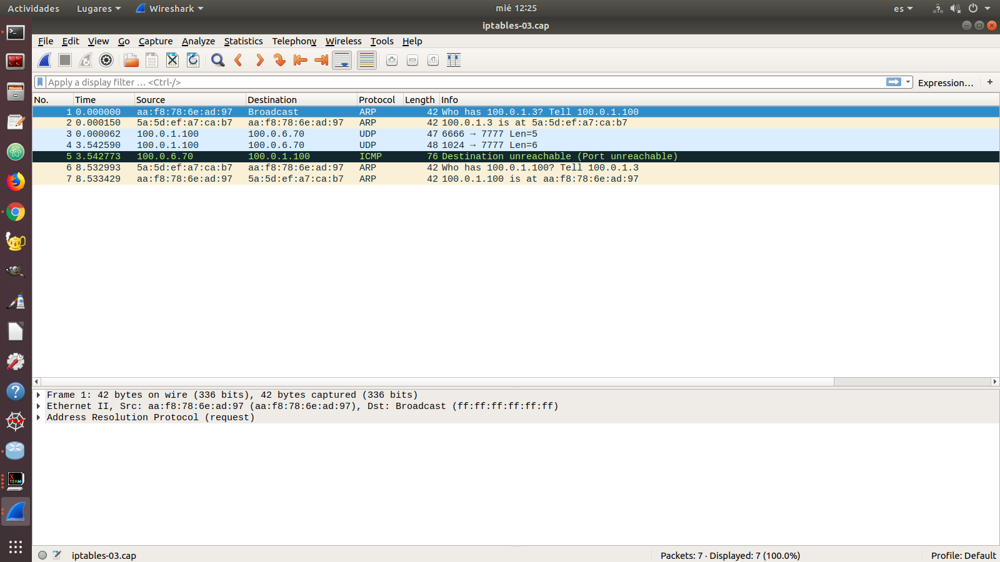 Actividades Lugares Wireshark mié 12:25 es
iptables-03.cap
File Edit View Go Capture Analyze Statistics Telephony Wireless Tools Help
Apply a display filter … <Ctrl-/> Expression… +
No. Time Source Destination Protocol Length Info
1 0.000000 aa:f8:78:6e:ad:97 Broadcast ARP 42 Who has 100.0.1.3? Tell 100.0.1.100
2 0.000150 5a:5d:ef:a7:ca:b7 aa:f8:78:6e:ad:97 ARP 42 100.0.1.3 is at 5a:5d:ef:a7:ca:b7
3 0.000062 100.0.1.100 100.0.6.70 UDP 47 6666 → 7777 Len=5
4 3.542590 100.0.1.100 100.0.6.70 UDP 48 1024 → 7777 Len=6
5 3.542773 100.0.6.70 100.0.1.100 ICMP 76 Destination unreachable (Port unreachable)
6 8.532993 5a:5d:ef:a7:ca:b7 aa:f8:78:6e:ad:97 ARP 42 Who has 100.0.1.100? Tell 100.0.1.3
7 8.533429 aa:f8:78:6e:ad:97 5a:5d:ef:a7:ca:b7 ARP 42 100.0.1.100 is at aa:f8:78:6e:ad:97
Frame 1: 42 bytes on wire (336 bits), 42 bytes captured (336 bits)
Ethernet II, Src: aa:f8:78:6e:ad:97 (aa:f8:78:6e:ad:97), Dst: Broadcast (ff:ff:ff:ff:ff:ff)
Address Resolution Protocol (request)
X
TERM
iptables-03.cap Packets: 7 · Displayed: 7 (100.0%) Profile: Default